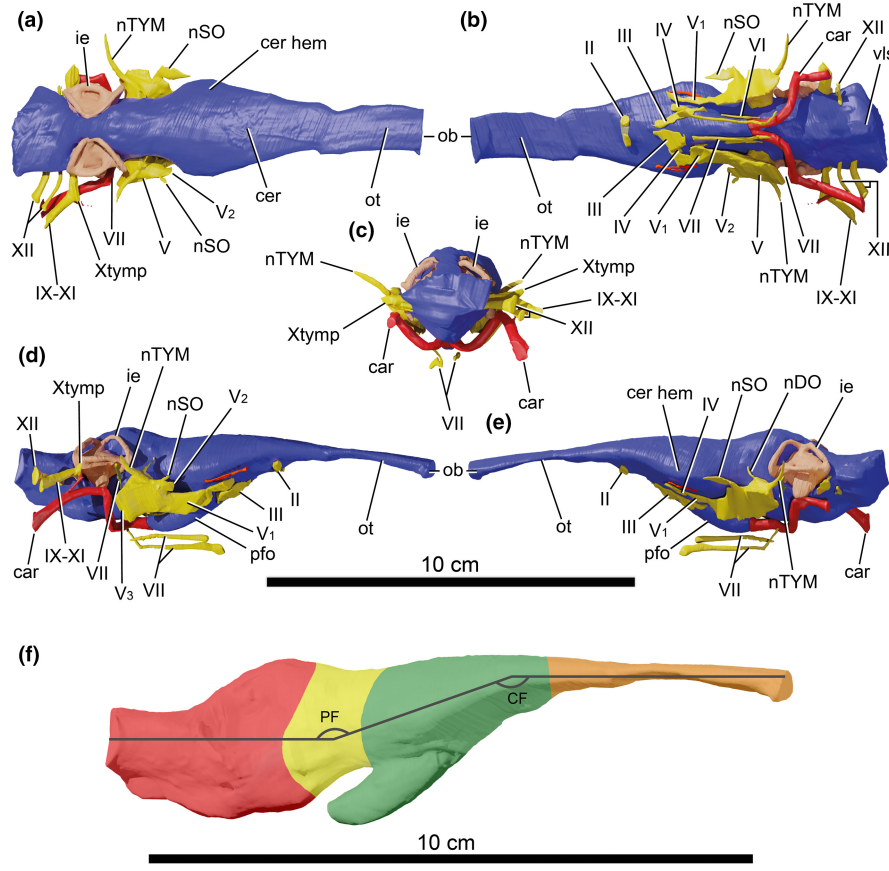 (a)
nTYM
ie
nSO
cer hem
XII
IX-XI
Xtymp
VII
V
nSO
V2
cer
ot
ob
(b)
II
III
IV
V1
nSO
VI
nTYM
car
XII
vls
ot
III
IV
V1
VII
V2
V
nTYM
VII
IX-XI
XII
(c)
ie
ie
nTYM
nTYM
Xtymp
IX-XI
XII
Xtymp
car
VII
car
(d)
nTYM
Xtymp
ie
nSO
V2
XII
car
IX-XI
VII
V3
VII
pfo
V1
III
II
ot
ob
(e)
cer hem
IV
nSO
nDO
ie
II
ot
III
V1
pfo
VII
nTYM
car
10 cm
(f)
PF
CF
10 cm